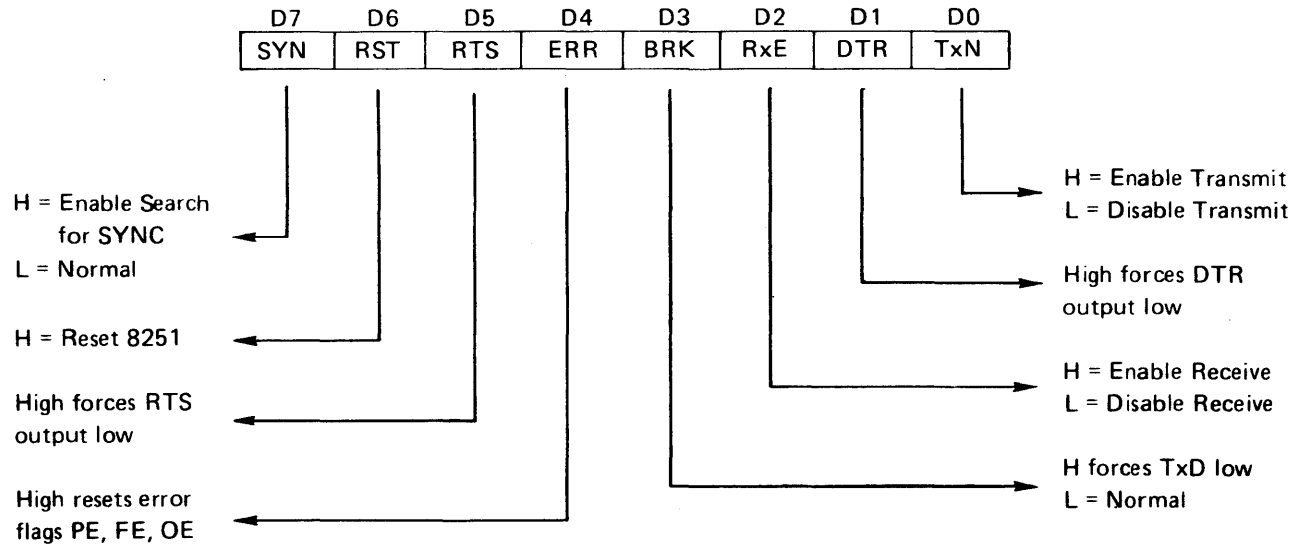 D7 D6 D5 D4 D3 D2 D1 D0
SYN RST RTS ERR BRK RxE DTR TxN
H = Enable Search
for SYNC
L = Normal
H = Reset 8251
High forces RTS
output low
High resets error
flags PE, FE, OE
H = Enable Transmit
L = Disable Transmit
High forces DTR
output low
H = Enable Receive
L = Disable Receive
H forces TxD low
L = Normal